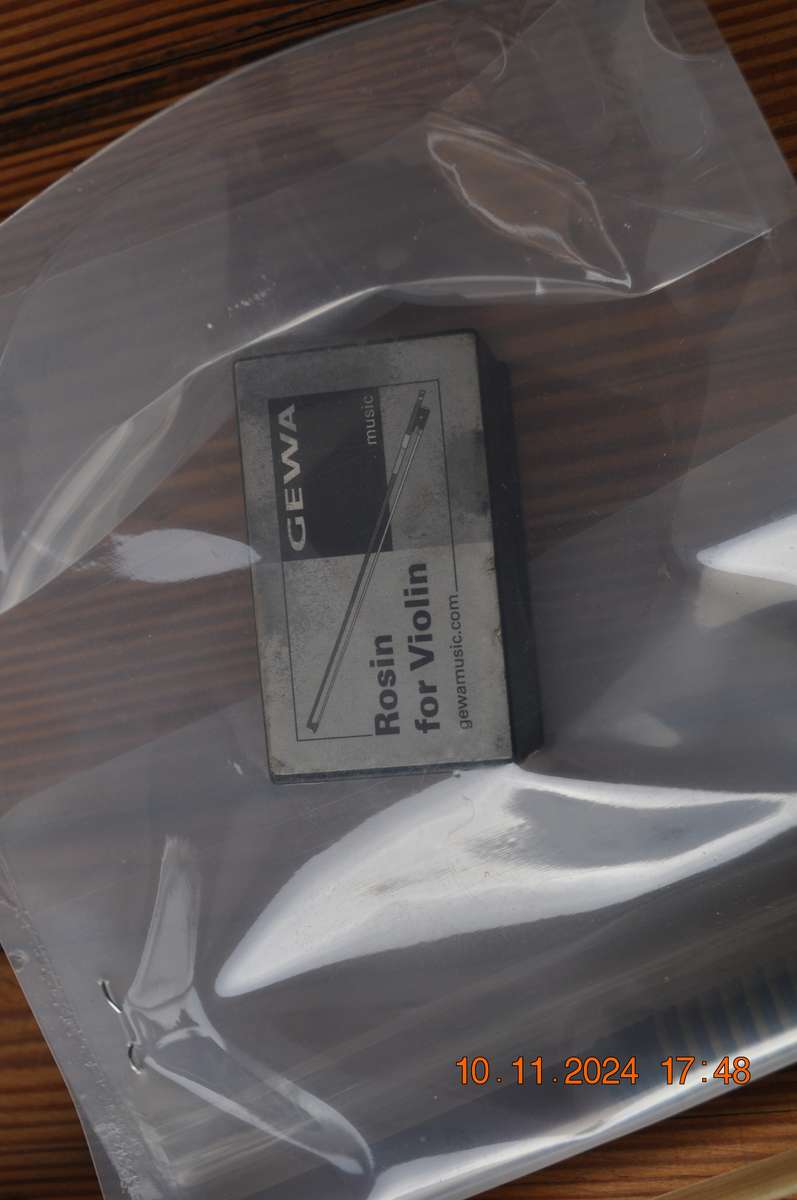 GEWA
music
Rosin
for Violin
gewamusic.com
10.11.2024 17:48